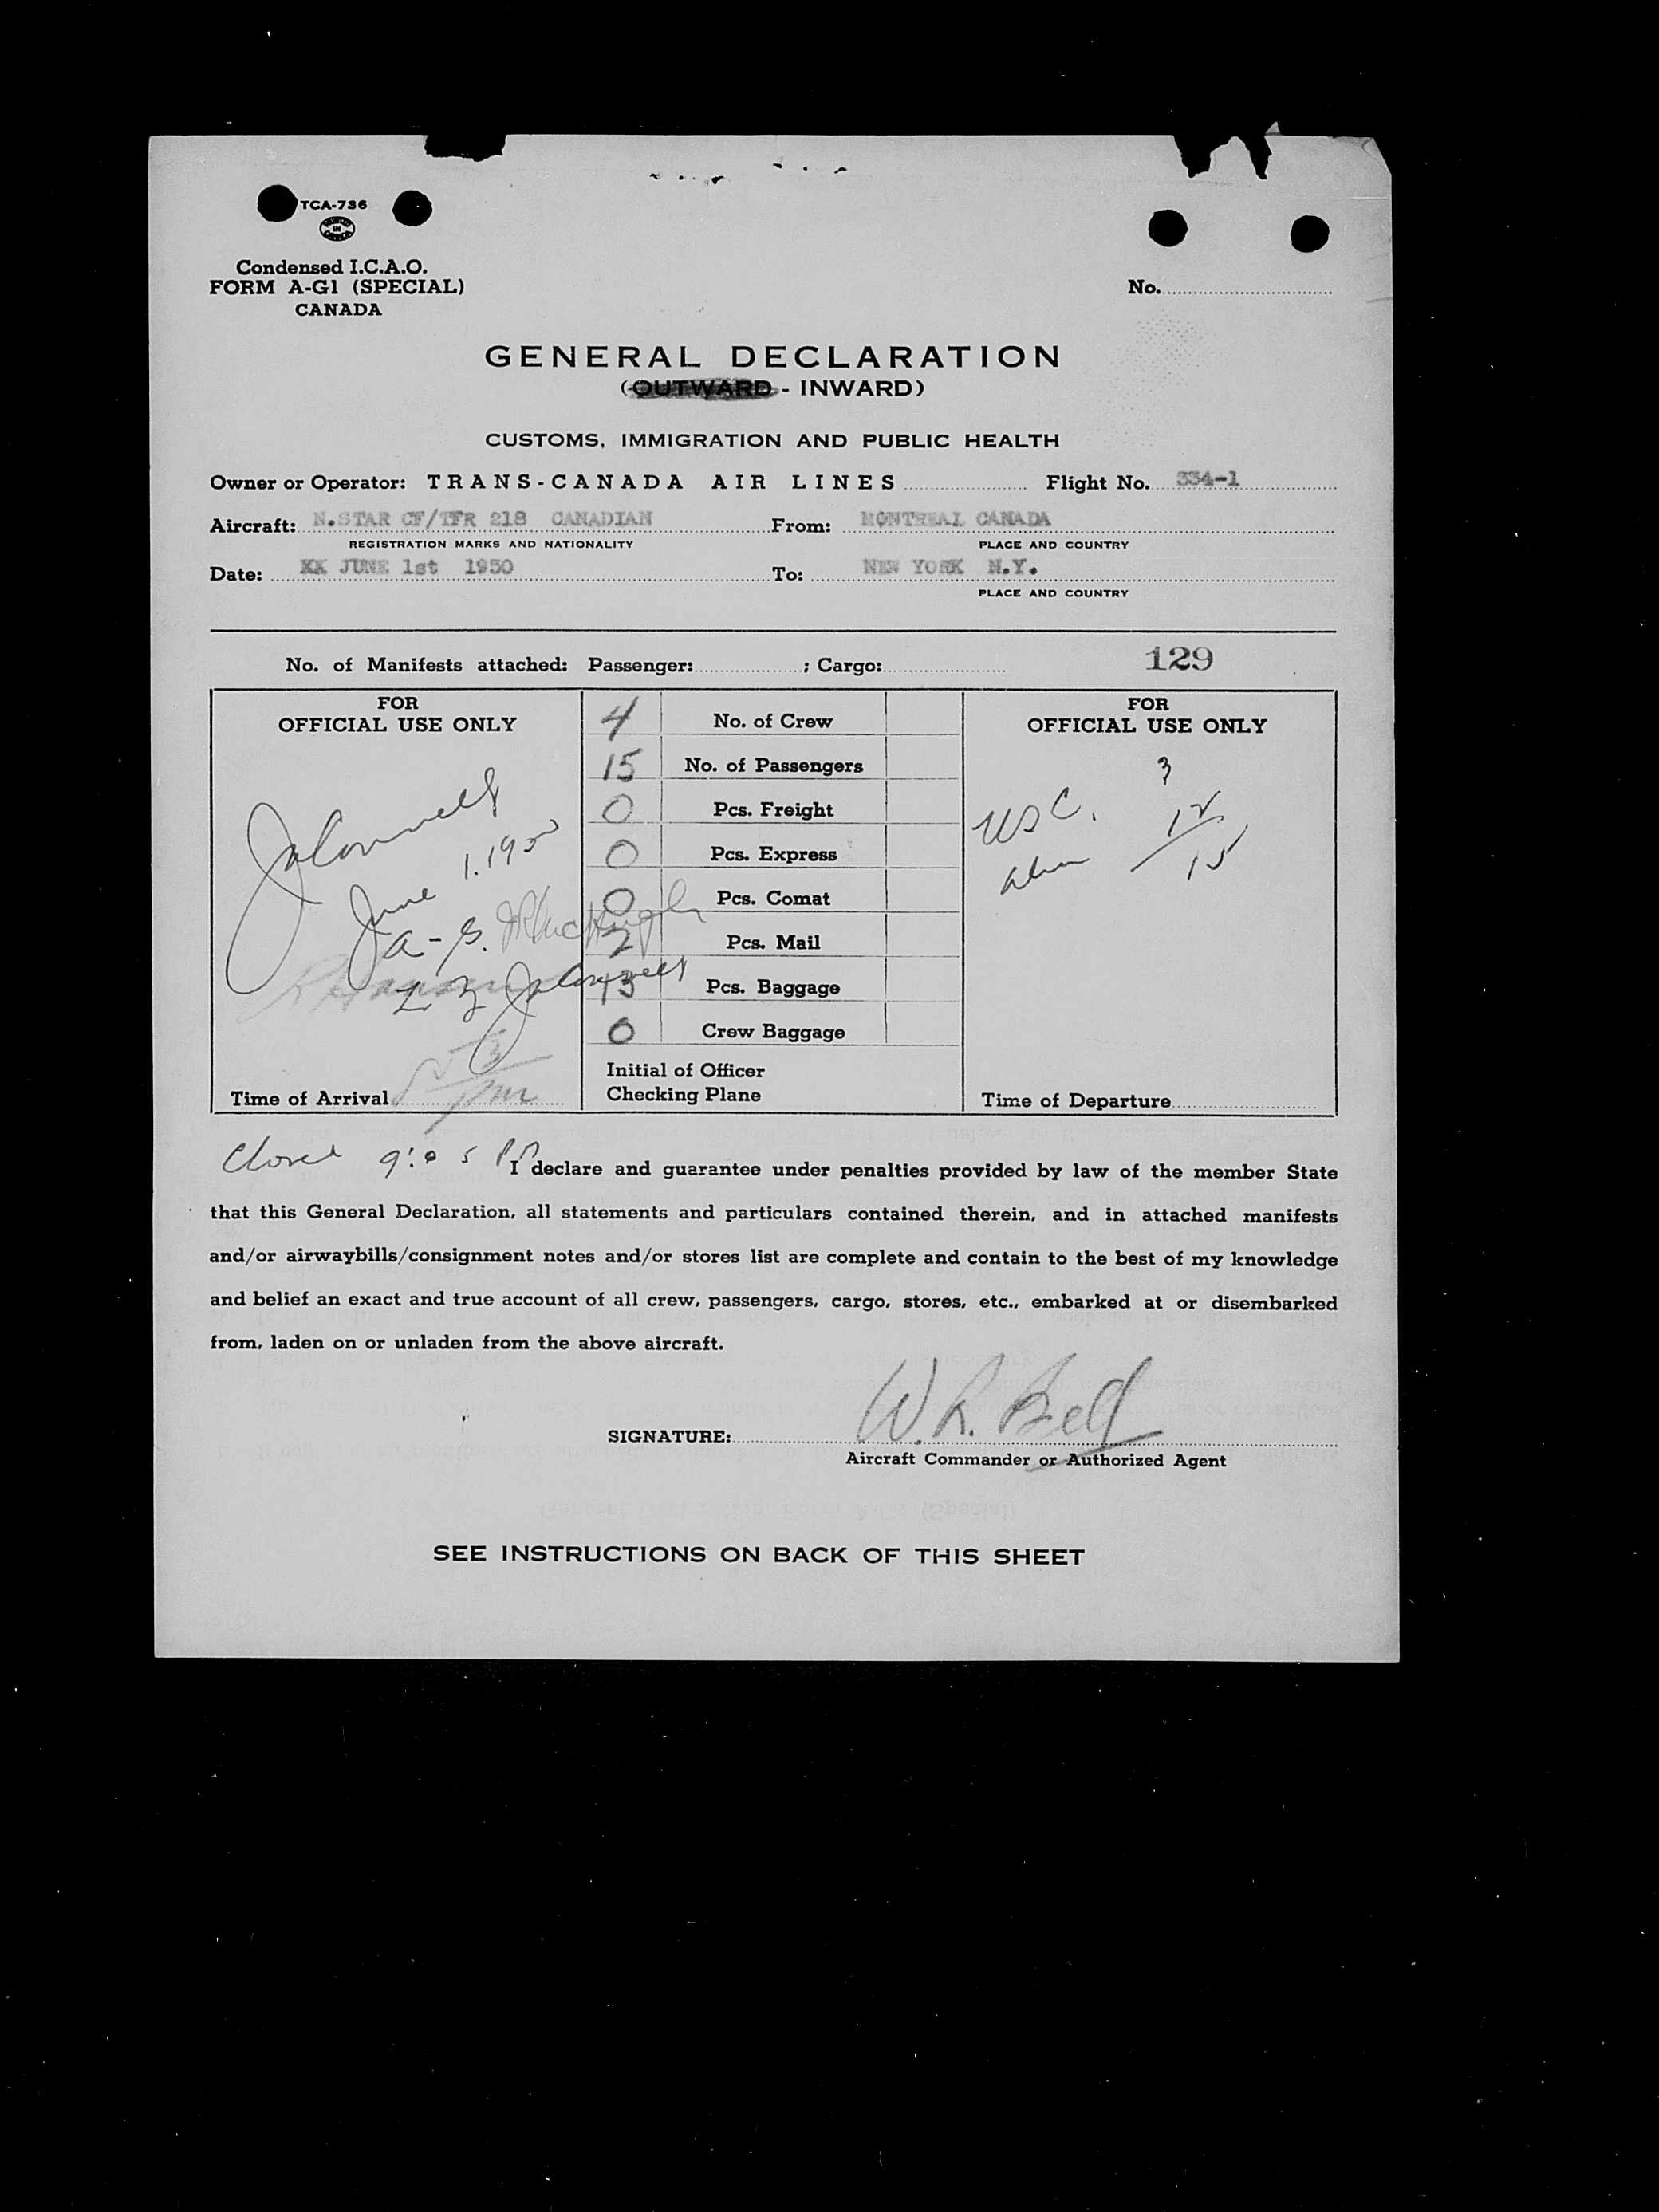 TCA-736
PRINTED IN CANADA
Condensed I.C.A.O.
FORM A-G1 (SPECIAL)
CANADA
No.
GENERAL DECLARATION
(OUTWARD - INWARD)
CUSTOMS, IMMIGRATION AND PUBLIC HEALTH
Owner or Operator: TRANS-CANADA AIR LINES Flight No. 334-1
Aircraft: N.STAR CF/TFR 218 CANADIAN From: MONTREAL CANADA
REGISTRATION MARKS AND NATIONALITY PLACE AND COUNTRY
Date: XX JUNE 1st 1950 To: NEW YORK N.Y.
PLACE AND COUNTRY
No. of Manifests attached: Passenger: ; Cargo: 129
FOR
OFFICIAL USE ONLY
June 1. 1950
Time of Arrival
4 No. of Crew
15 No. of Passengers
0 Pcs. Freight
0 Pcs. Express
0 Pcs. Comat
2 Pcs. Mail
13 Pcs. Baggage
0 Crew Baggage
Initial of Officer
Checking Plane
FOR
OFFICIAL USE ONLY
USC. 3
alien 12
15
Time of Departure
Closed 9:05 P
I declare and guarantee under penalties provided by law of the member State
that this General Declaration, all statements and particulars contained therein, and in attached manifests
and/or airwaybills/consignment notes and/or stores list are complete and contain to the best of my knowledge
and belief an exact and true account of all crew, passengers, cargo, stores, etc., embarked at or disembarked
from, laden on or unladen from the above aircraft.
SIGNATURE: W.R. Bell
Aircraft Commander or Authorized Agent
SEE INSTRUCTIONS ON BACK OF THIS SHEET